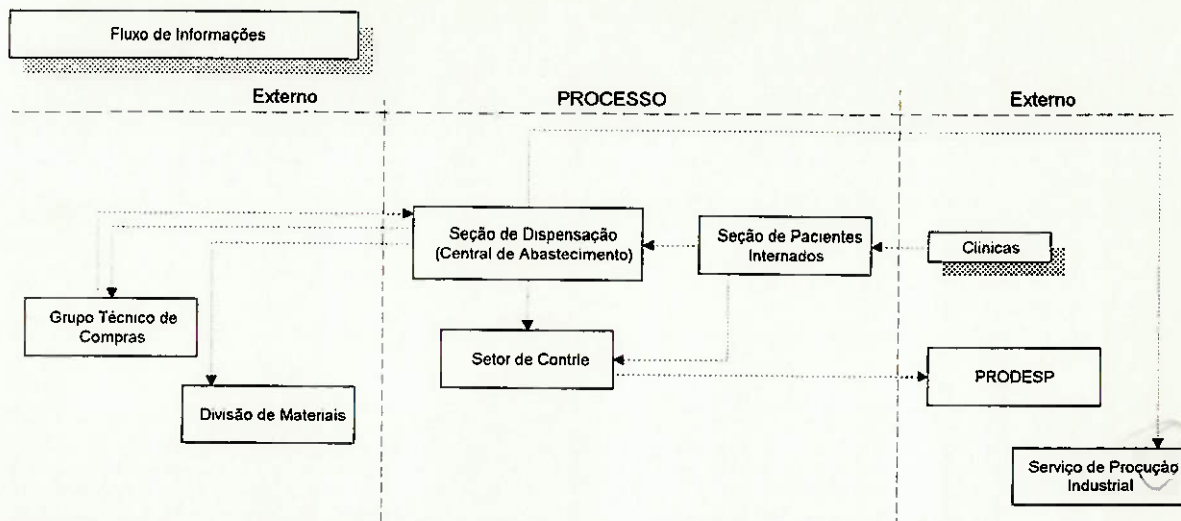 Fluxo de Informações
Externo
PROCESSO
Externo
Seção de Dispensação
(Central de Abastecimento)
Seção de Pacientes
Internados
Clínicas
Grupo Técnico de
Compras
Setor de Contrle
PRODESP
Divisão de Materiais
Serviço de Procução
Industrial